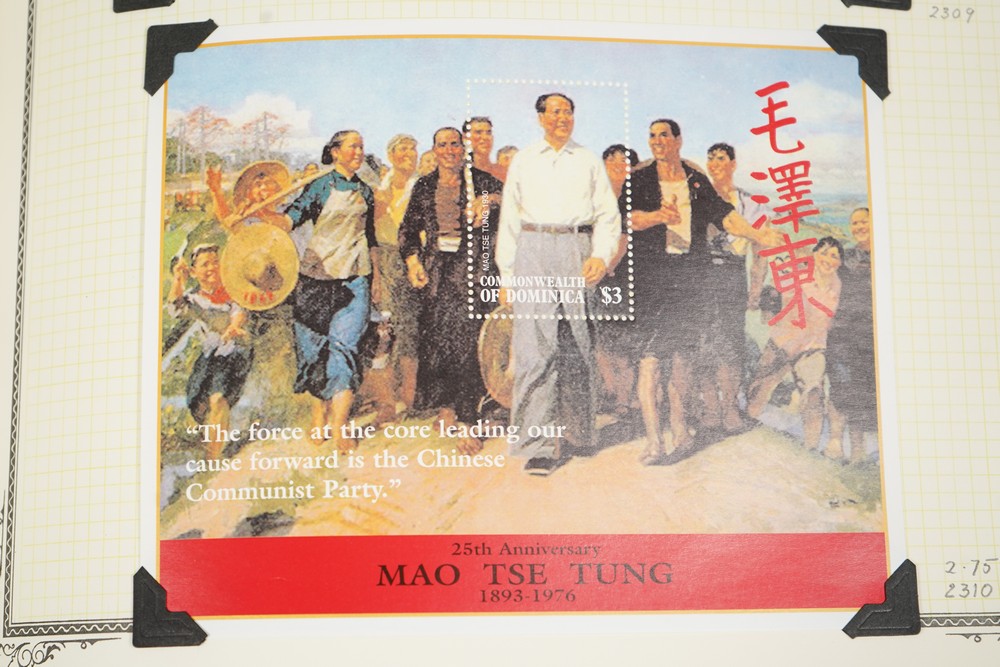 2309
毛澤東
MAO TSE TUNG 1930
COMMONWEALTH
OF DOMINICA $3
“The force at the core leading our
cause forward is the Chinese
Communist Party.”
25th Anniversary
MAO TSE TUNG
1893-1976
2.75
2310